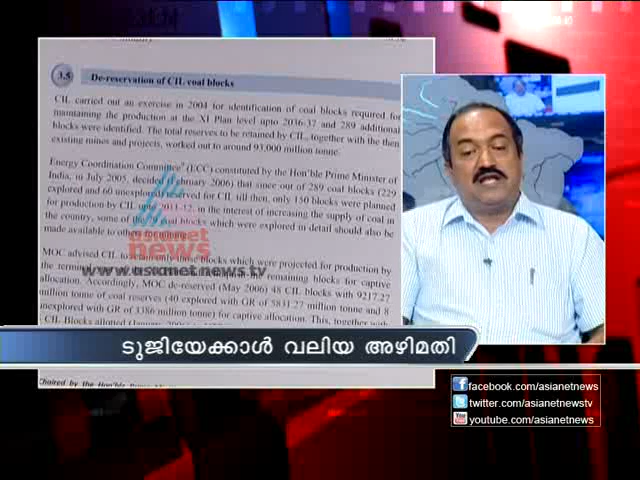 3.5 De-reservation of CIL coal blocks
CIL carried out an exercise in 2004 for identification of coal blocks required for
maintaining the production at the XI Plan level upto 2036-37 and 289 additional
blocks were identified. The total reserves to be retained by CIL, together with the then
existing mines and projects, worked out to around 93,000 million tonne.
Energy Coordination Committee (ECC) constituted by the Hon'ble Prime Minister of
India, in July 2005, decided (February 2006) that since out of 289 coal blocks (229
explored and 60 unexplored) reserved for CIL till then, only 150 blocks were planned
for production by CIL upto 2011-12, in the interest of increasing the supply of coal in
the country, some of coal blocks which were explored in detail should also be
made available to others for mining.
asianet
news
MOC advised CIL to those blocks which were projected for production by
www.asianetnews.tv
the remaining blocks for captive
allocation. Accordingly, MOC de-reserved (May 2006) 48 CIL blocks with 9217.27
million tonne of coal reserves (40 explored with GR of 5831.27 million tonne and 8
unexplored with GR of 3386 million tonne) for captive allocation. This, together with
CIL Blocks alloted
ടുജിയേക്കാൾ വലിയ അഴിമതി
Chaired by the Hon'ble Prime
facebook.com/asianetnews
twitter.com/asianetnewstv
You Tube youtube.com/asianetnews